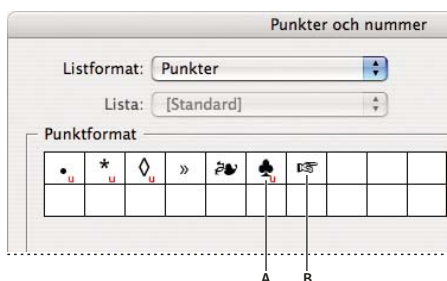 Punkter och nummer
Listformat: Punkter
Lista: [Standard]
Punktformat
•u *u ◊u » ❧ ♣u ☞
A B